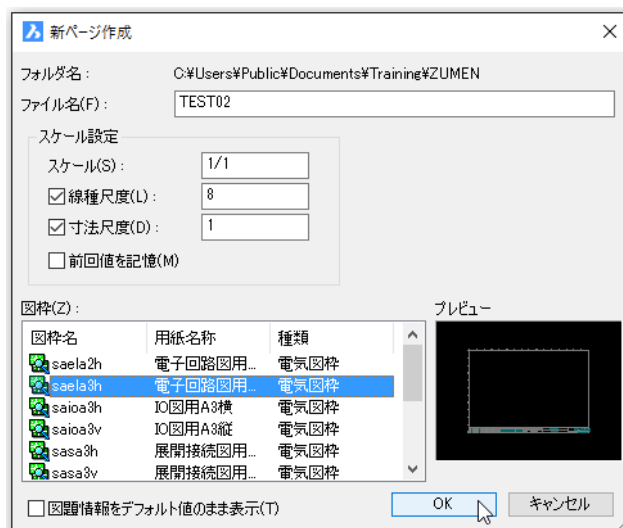 新ページ作成
フォルダ名: C:¥Users¥Public¥Documents¥Training¥ZUMEN
ファイル名(F): TEST02
スケール設定
スケール(S): 1/1
線種尺度(L): 8
寸法尺度(D): 1
前回値を記憶(M)
図枠(Z): プレビュー
図枠名 用紙名称 種類
saela2h 電子回路図用... 電気図枠
saela3h 電子回路図用... 電気図枠
saioa3h IO図用A3横 電気図枠
saioa3v IO図用A3縦 電気図枠
sasa3h 展開接続図用... 電気図枠
sasa3v 展開接続図用... 電気図枠
図題情報をデフォルト値のまま表示(T) OK キャンセル